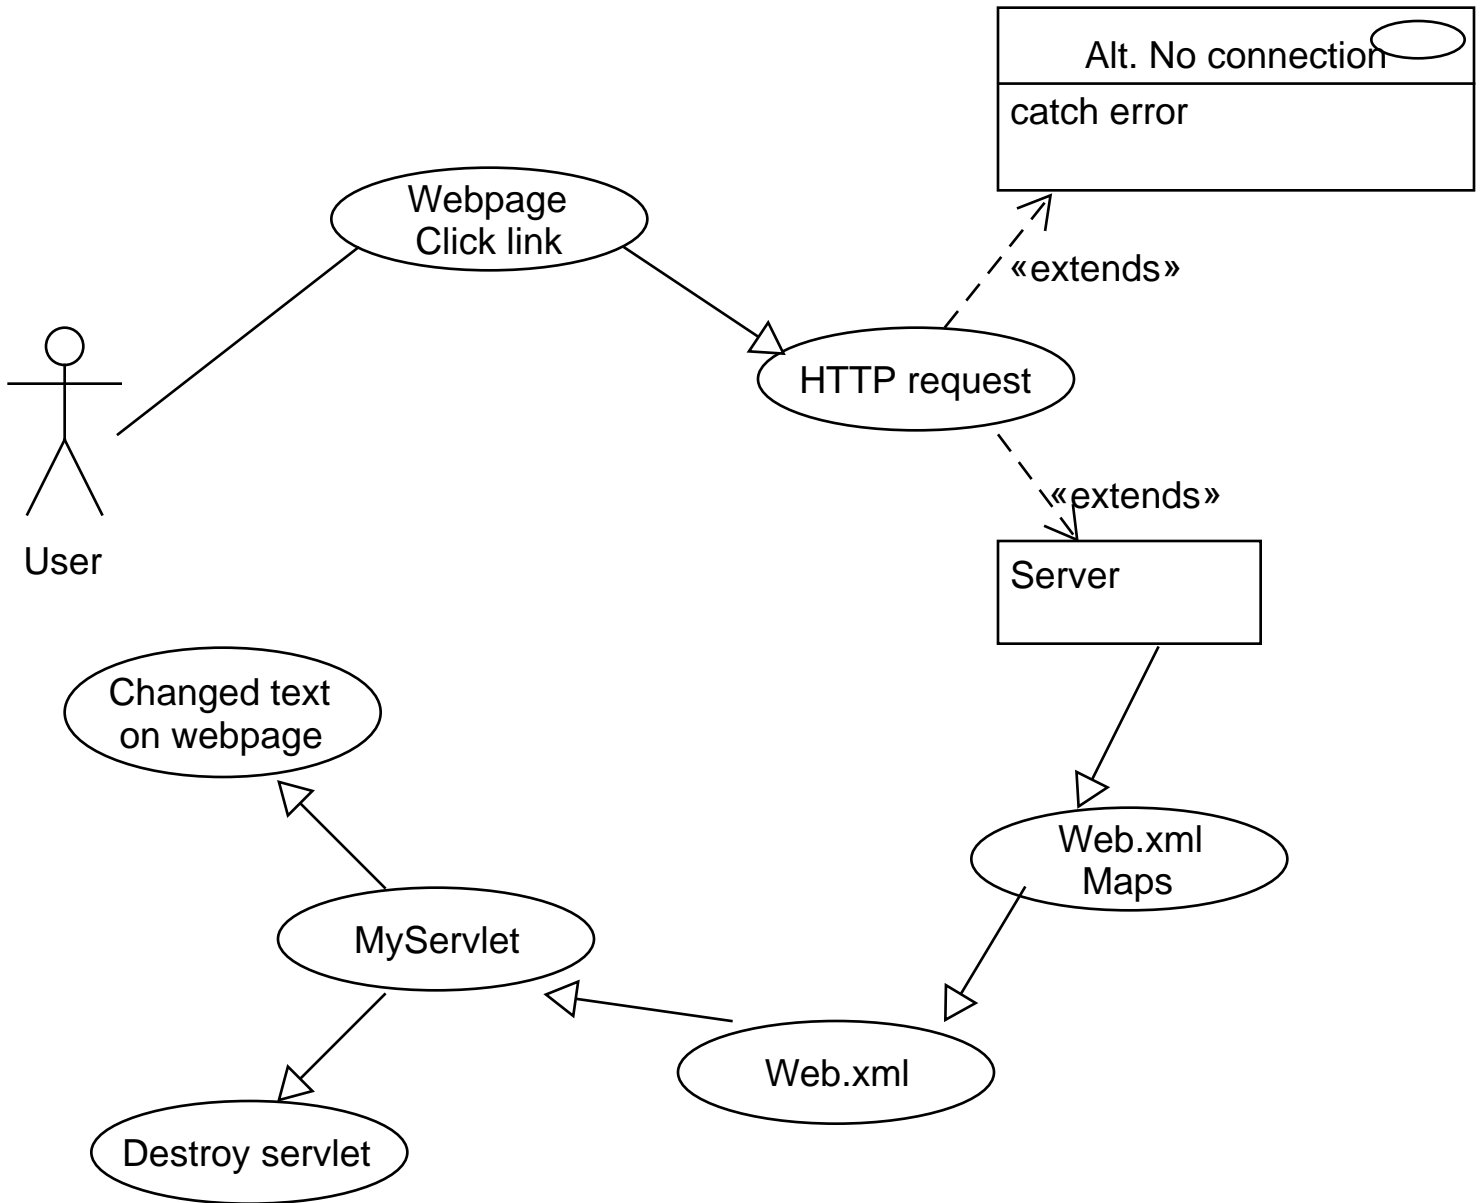 Alt. No connection
catch error
Webpage
Click link
«extends»
HTTP request
«extends»
User
Server
Changed text
on webpage
Web.xml
Maps
MyServlet
Web.xml
Destroy servlet